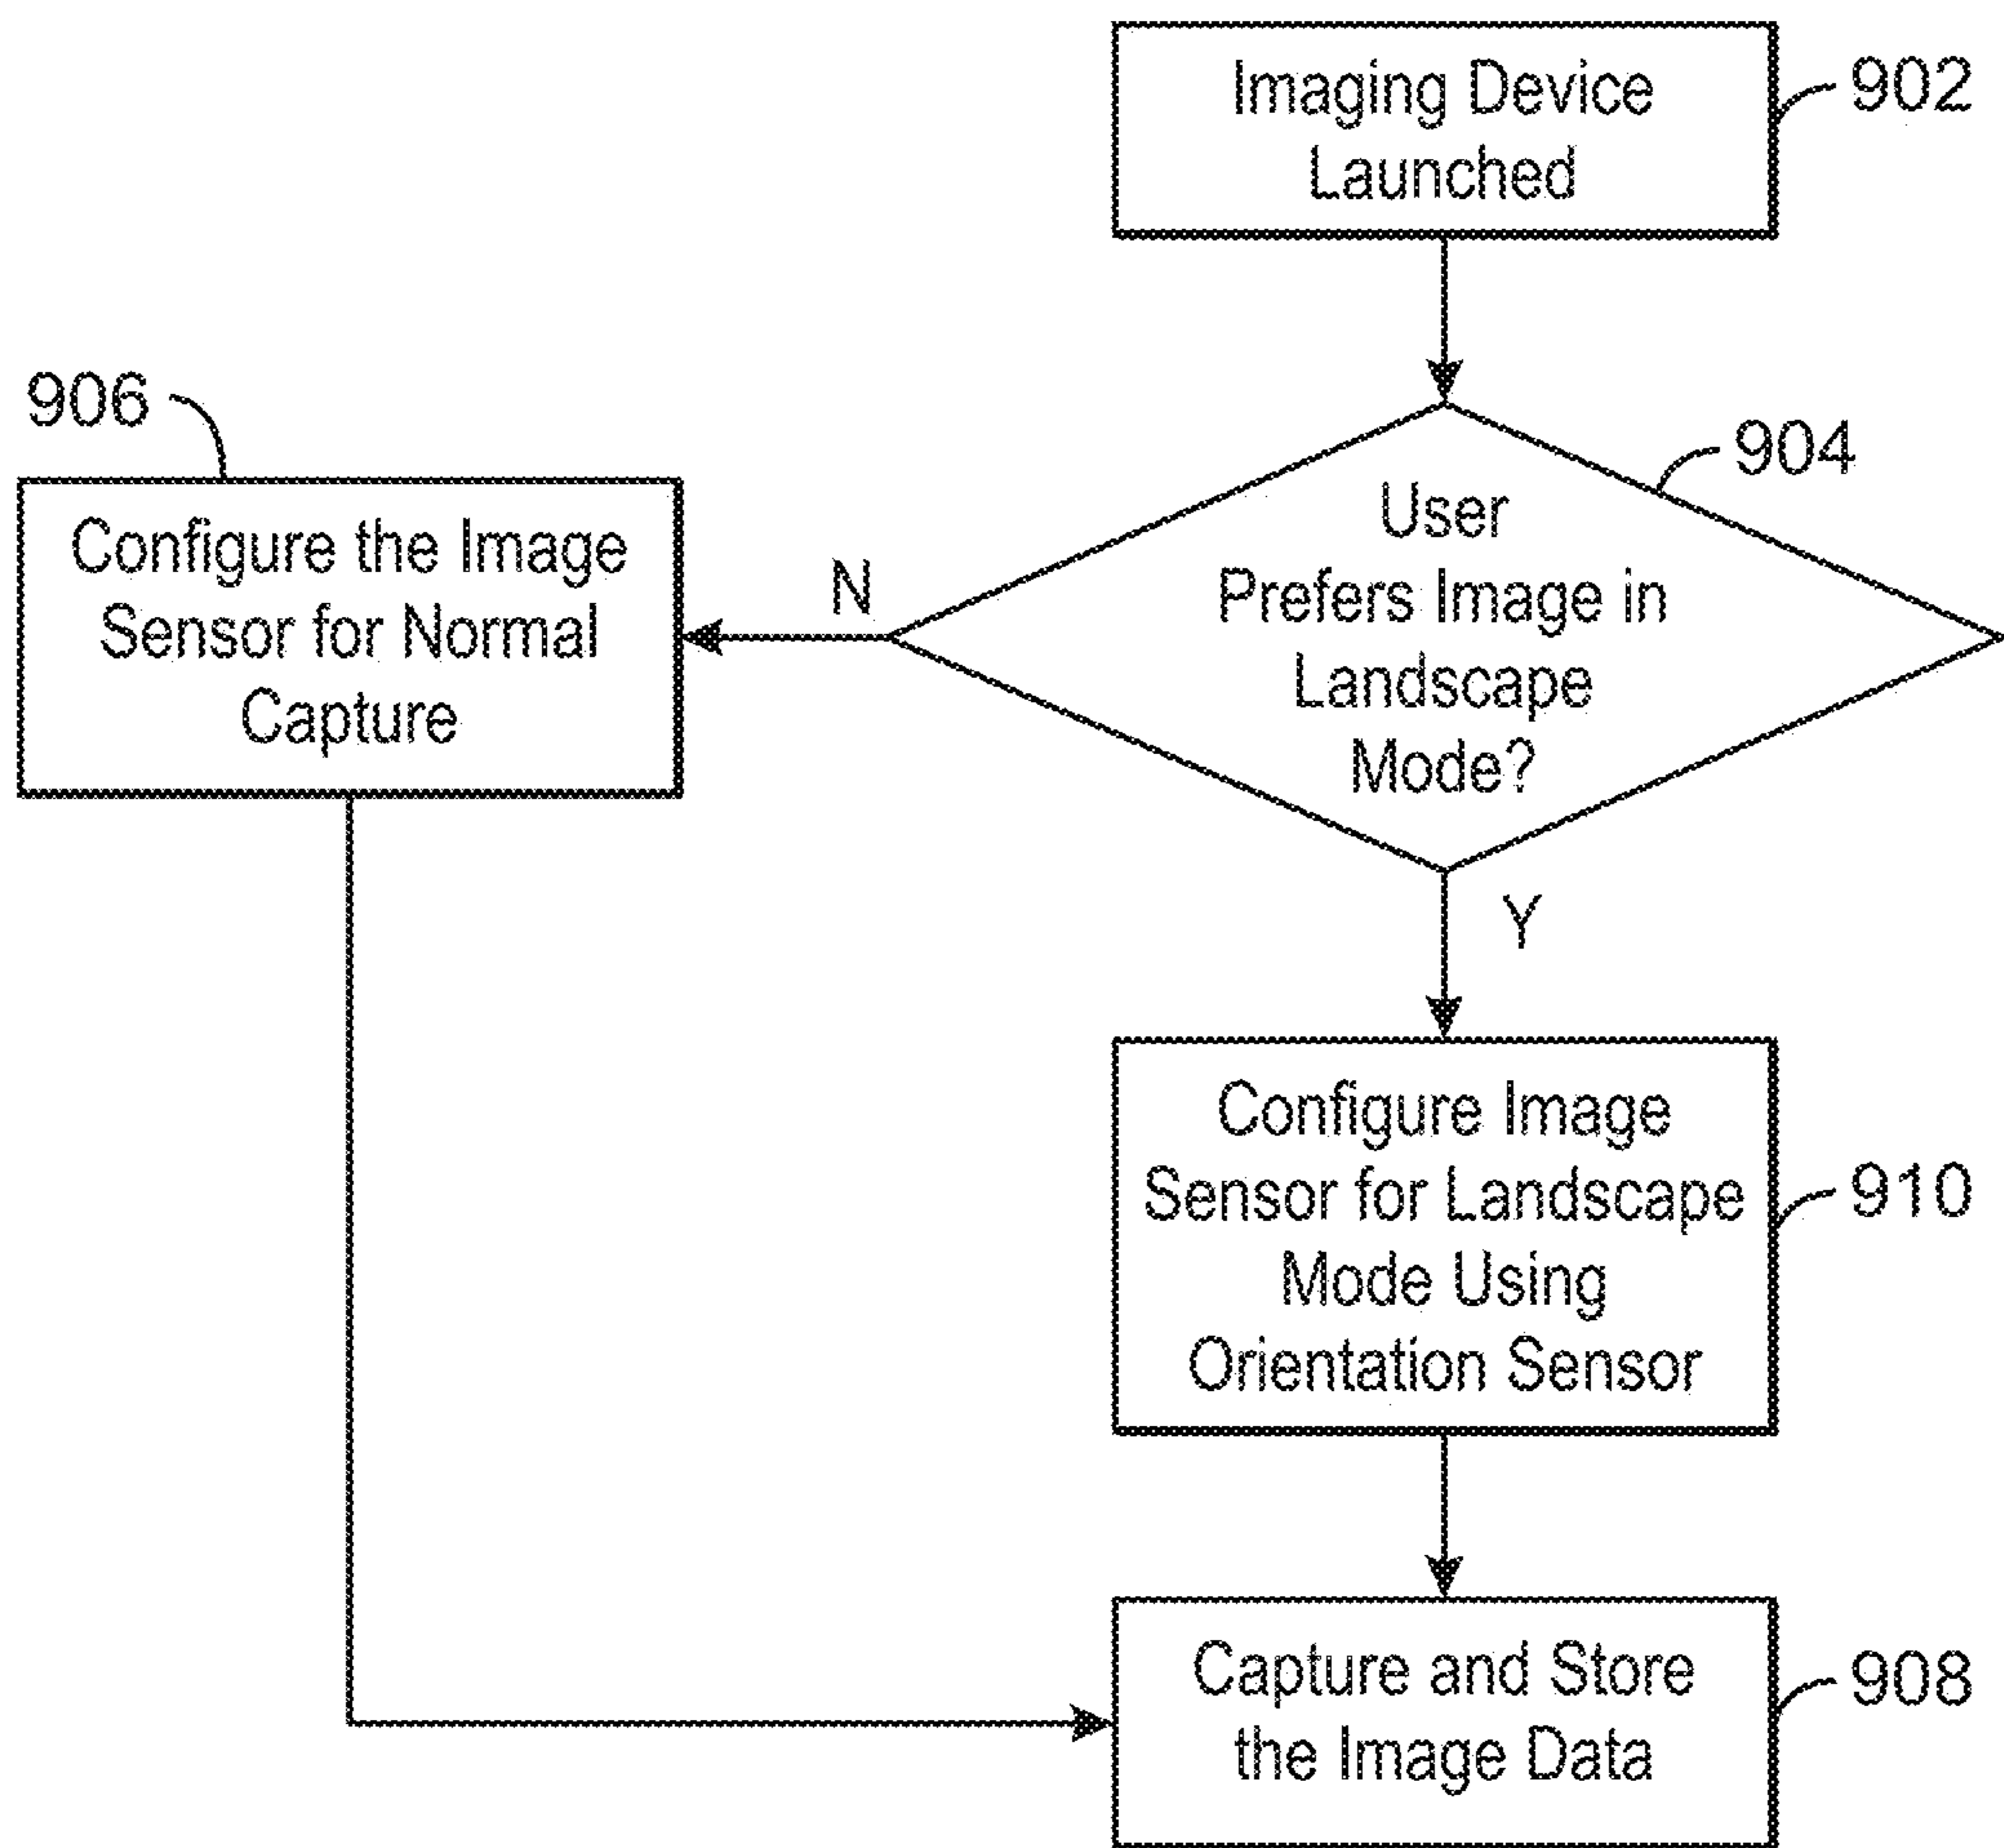 Imaging Device
Launched
902
904
User
Prefers Image in
Landscape
Mode?
N
Y
906
Configure the Image
Sensor for Normal
Capture
Configure Image
Sensor for Landscape
Mode Using
Orientation Sensor
910
Capture and Store
the Image Data
908